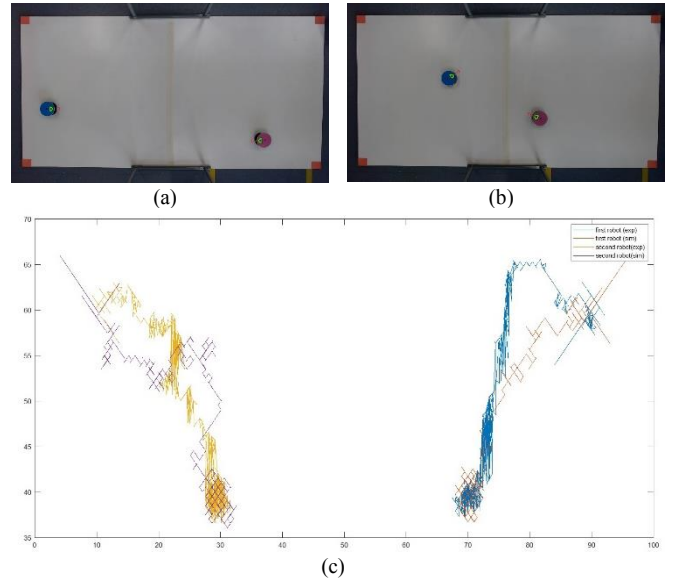 (a)
(b)
first robot (exp)
first robot (sim)
second robot(exp)
second robot(sim)
70
65
60
55
50
45
40
35
0
10
20
30
40
50
60
70
80
90
100
(c)